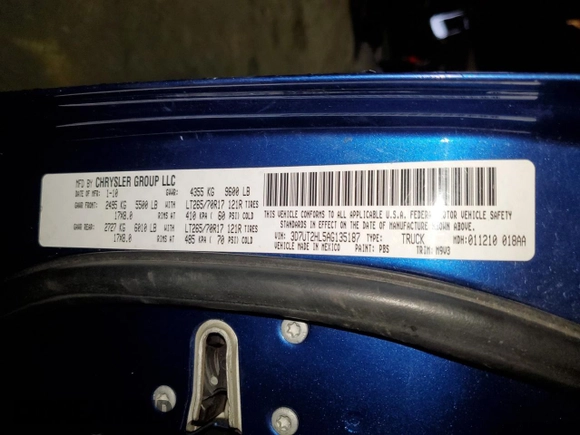 MFD BY CHRYSLER GROUP LLC
DATE OF MFR: 1-10 GVWR: 4355 KG 9600 LB
GAWR FRONT: 2495 KG 5500 LB WITH LT265/70R17 121R TIRES
17X8.0 RIMS AT 410 KPA ( 60 PSI) COLD
GAWR REAR: 2727 KG 6010 LB WITH LT265/70R17 121R TIRES
17X8.0 RIMS AT 485 KPA ( 70 PSI) COLD
THIS VEHICLE CONFORMS TO ALL APPLICABLE U.S.A. MOTOR VEHICLE SAFETY
STANDARDS IN EFFECT ON THE DATE OF MANUFACTURE SHOWN ABOVE.
VIN: 3D7UT2HL5AG135187 TYPE: TRUCK MDH: 011210 018AA
VEHICLE MADE IN MEXICO PAINT: PBS TRIM: M9V3